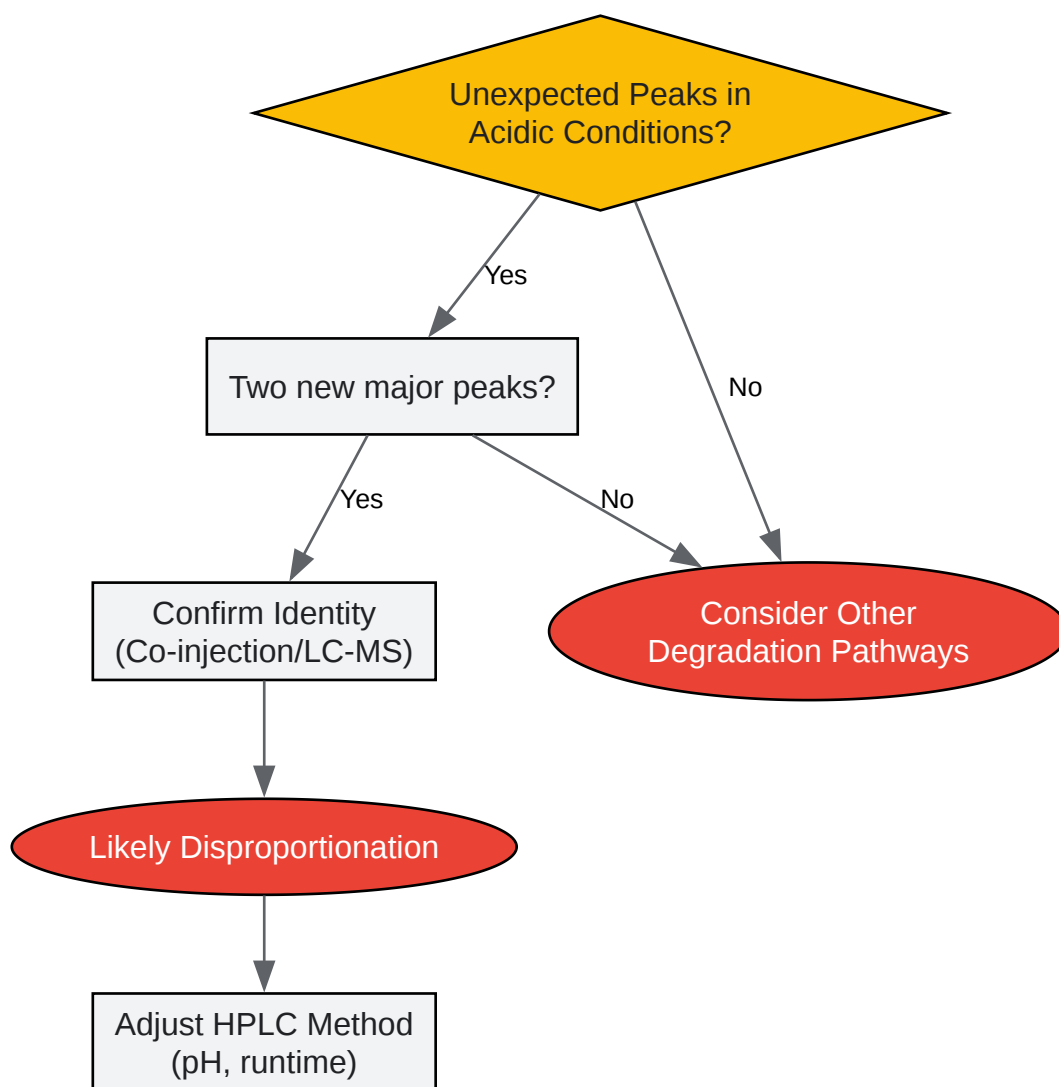 Unexpected Peaks in
Acidic Conditions?
Yes
No
Two new major peaks?
Yes
No
Confirm Identity
(Co-injection/LC-MS)
Consider Other
Degradation Pathways
Likely Disproportionation
Adjust HPLC Method
(pH, runtime)